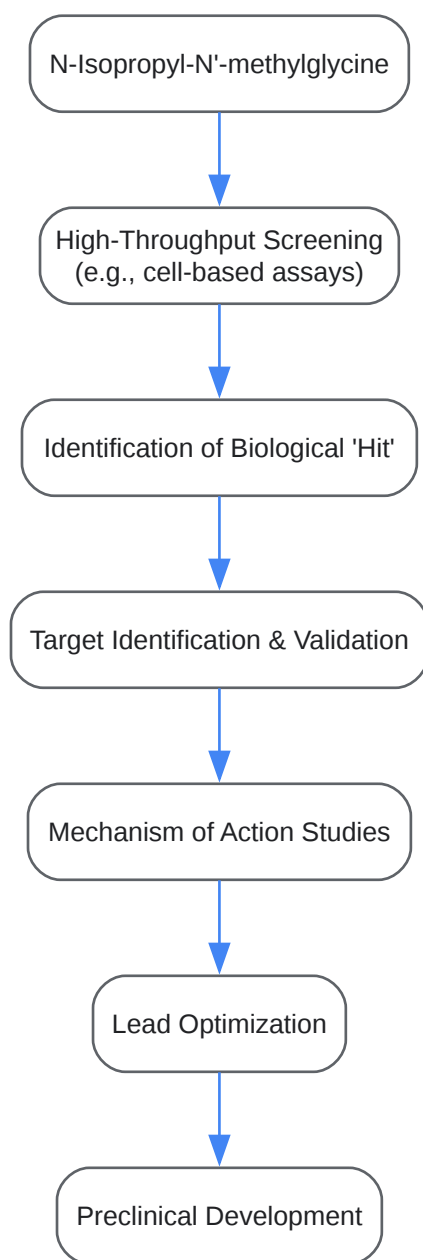 N-Isopropyl-N'-methylglycine
High-Throughput Screening
(e.g., cell-based assays)
Identification of Biological 'Hit'
Target Identification & Validation
Mechanism of Action Studies
Lead Optimization
Preclinical Development